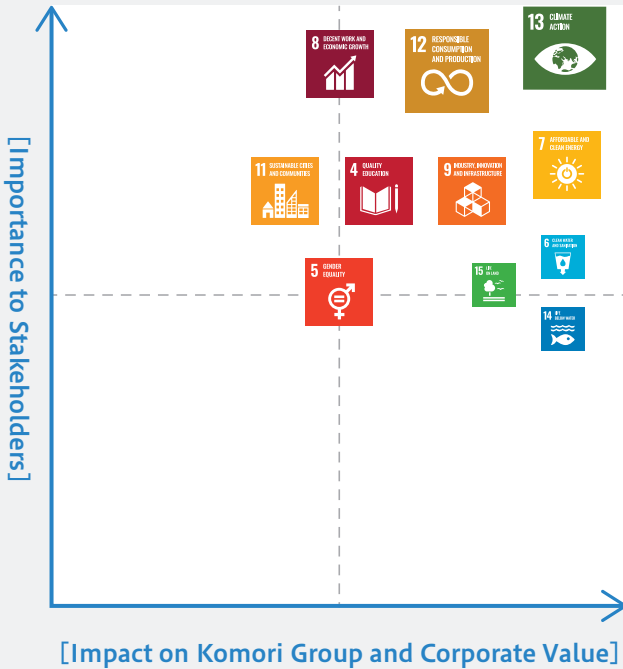 13 CLIMATE
ACTION
8 DECENT WORK AND
ECONOMIC GROWTH
12 RESPONSIBLE
CONSUMPTION
AND PRODUCTION
7 AFFORDABLE AND
CLEAN ENERGY
11 SUSTAINABLE CITIES
AND COMMUNITIES
4 QUALITY
EDUCATION
9 INDUSTRY, INNOVATION
AND INFRASTRUCTURE
6 CLEAN WATER
AND SANITATION
5 GENDER
EQUALITY
15 LIFE
ON LAND
14 LIFE
BELOW WATER
[Importance to Stakeholders]
[Impact on Komori Group and Corporate Value]